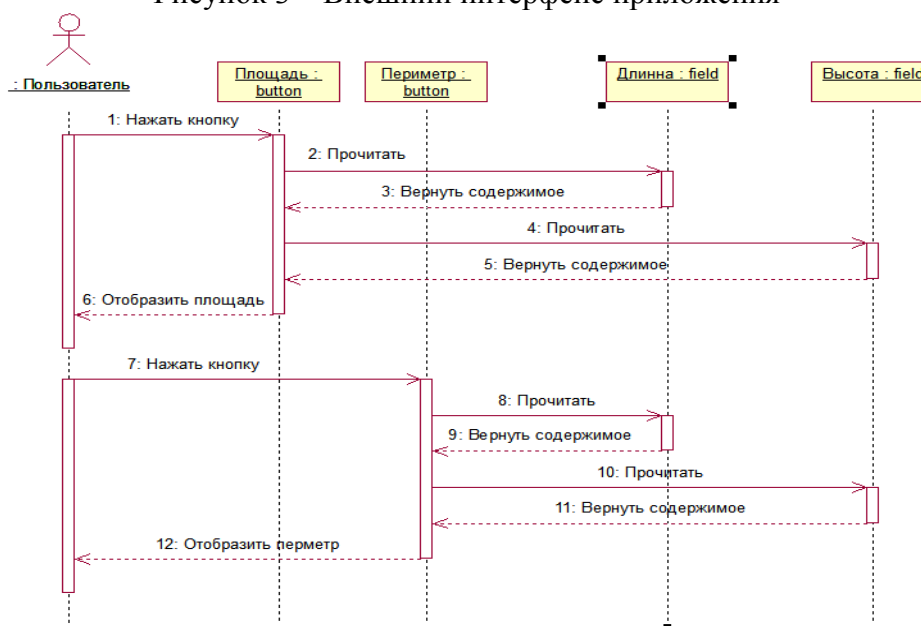 Рисунок 3 – Внешний интерфейс приложения
: Пользователь
Площадь :
button
Периметр :
button
Длинна : field
Высота : field
1: Нажать кнопку
2: Прочитать
3: Вернуть содержимое
4: Прочитать
5: Вернуть содержимое
6: Отобразить площадь
7: Нажать кнопку
8: Прочитать
9: Вернуть содержимое
10: Прочитать
11: Вернуть содержимое
12: Отобразить перметр